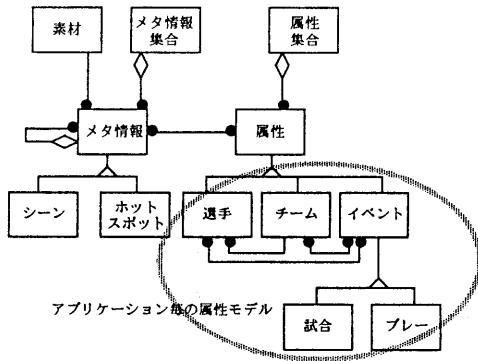 素材
メタ情報
集合
属性
集合
メタ情報
属性
シーン
ホット
スポット
選手
チーム
イベント
アプリケーション毎の属性モデル
試合
プレー